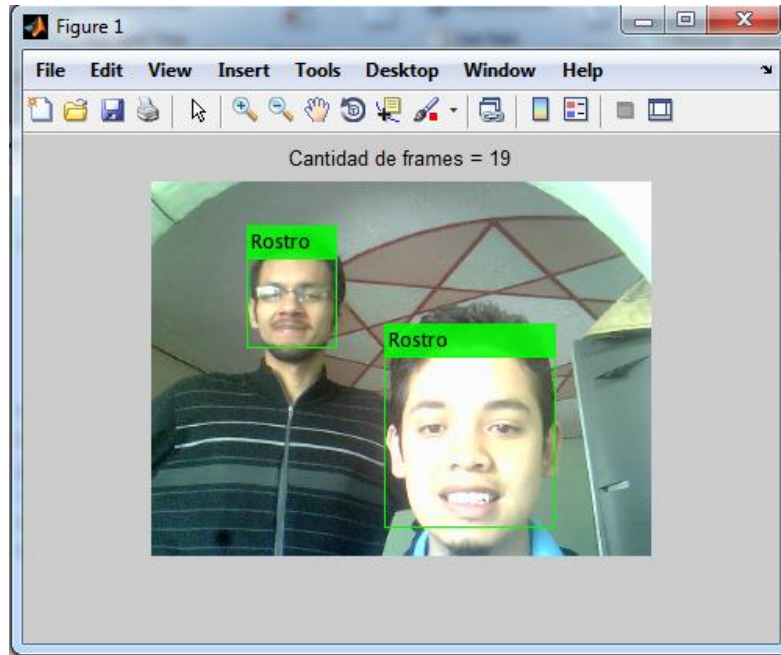 Figure 1
File Edit View Insert Tools Desktop Window Help
Cantidad de frames = 19
Rostro
Rostro